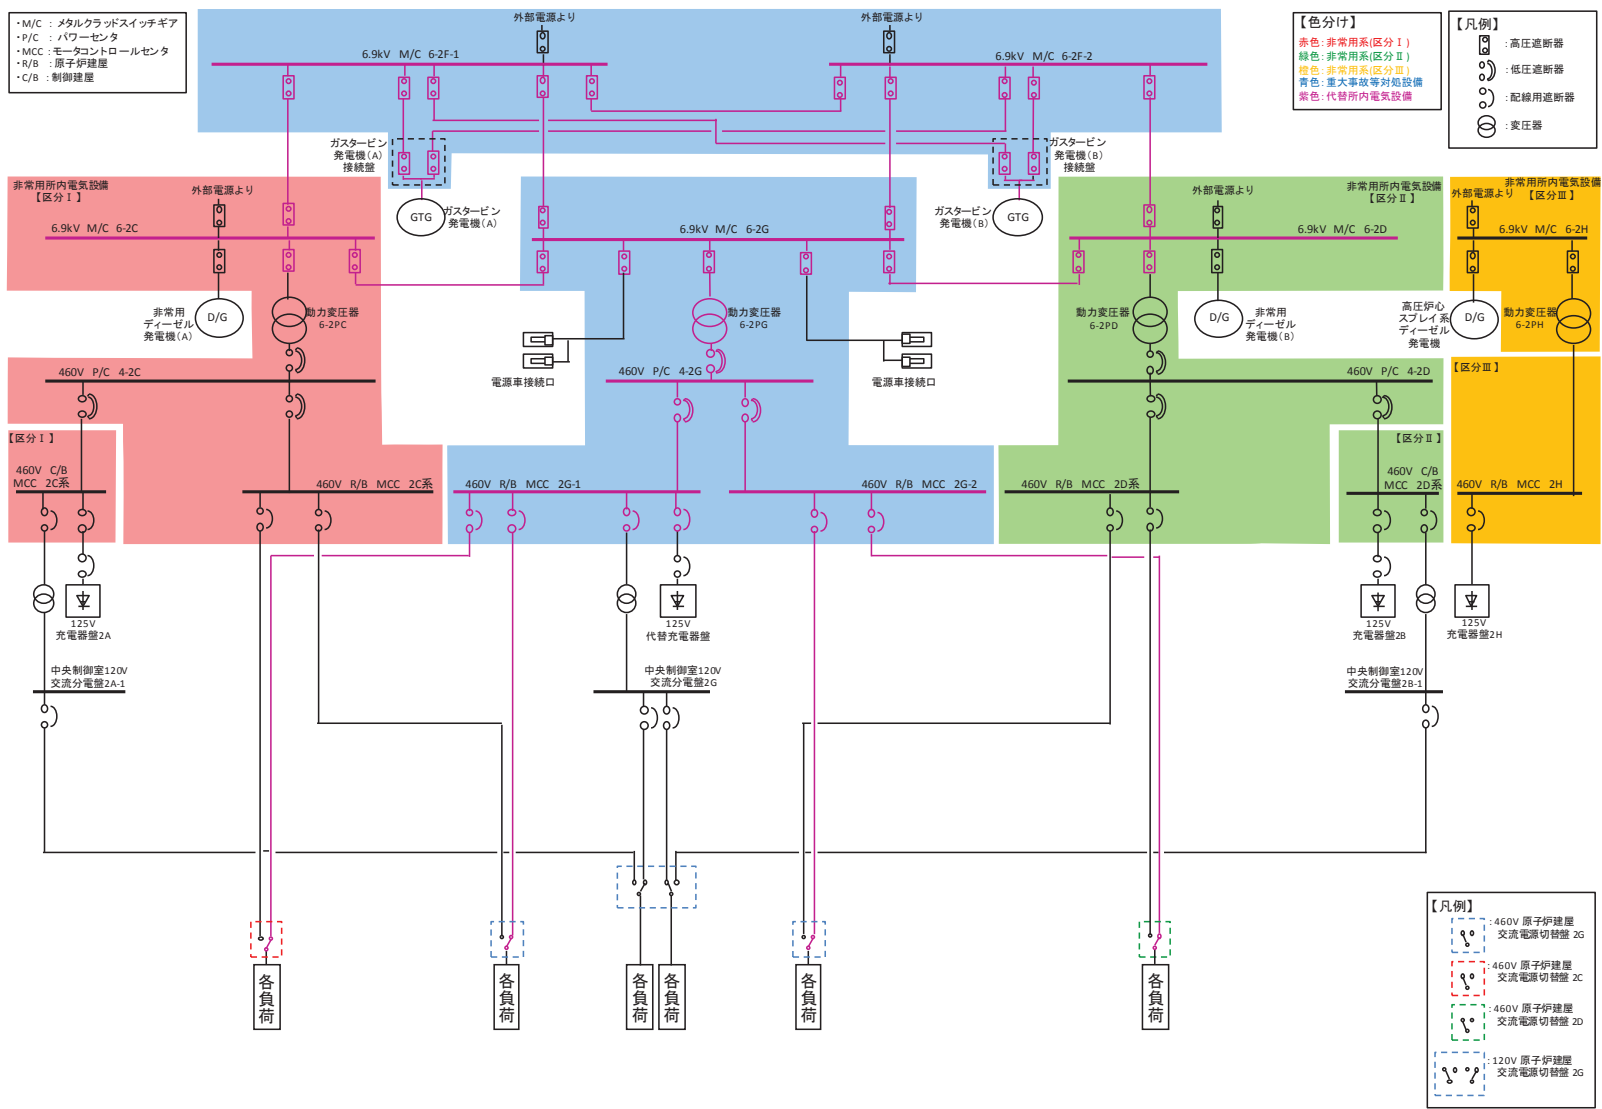 ・M/C ： メタルクラッドスイッチギア
・P/C ： パワーセンタ
・MCC ：モータコントロールセンタ
・R/B ：原子炉建屋
・C/B ：制御建屋
外部電源より
外部電源より
6.9kV M/C 6-2F-1
6.9kV M/C 6-2F-2
【色分け】
赤色：非常用系(区分Ⅰ)
緑色：非常用系(区分Ⅱ)
橙色：非常用系(区分Ⅲ)
青色：重大事故等対処設備
紫色：代替所内電気設備
【凡例】
：高圧遮断器
：低圧遮断器
：配線用遮断器
：変圧器
ガスタービン
発電機(A)
接続盤
ガスタービン
発電機(B)
接続盤
非常用所内電気設備
【区分Ⅰ】
外部電源より
6.9kV M/C 6-2C
GTG
ガスタービン
発電機(A)
6.9kV M/C 6-2G
ガスタービン
発電機(B)
GTG
外部電源より
非常用所内電気設備
【区分Ⅱ】
6.9kV M/C 6-2D
非常用所内電気設備
【区分Ⅲ】
外部電源より
6.9kV M/C 6-2H
非常用
ディーゼル
発電機(A)
D/G
動力変圧器
6-2PC
動力変圧器
6-2PG
動力変圧器
6-2PD
D/G
非常用
ディーゼル
発電機(B)
高圧炉心
スプレイ系
ディーゼル
発電機
D/G
動力変圧器
6-2PH
460V P/C 4-2C
電源車接続口
460V P/C 4-2G
電源車接続口
460V P/C 4-2D
【区分Ⅲ】
【区分Ⅰ】
460V C/B
MCC 2C系
460V R/B MCC 2C系
460V R/B MCC 2G-1
460V R/B MCC 2G-2
460V R/B MCC 2D系
【区分Ⅱ】
460V C/B
MCC 2D系
460V R/B MCC 2H
125V
充電器盤2A
125V
代替充電器盤
125V
充電器盤2B
125V
充電器盤2H
中央制御室120V
交流分電盤2A-1
中央制御室120V
交流分電盤2G
中央制御室120V
交流分電盤2B-1
各負荷
各負荷
各負荷
各負荷
各負荷
各負荷
【凡例】
：460V 原子炉建屋
交流電源切替盤 2G
：460V 原子炉建屋
交流電源切替盤 2C
：460V 原子炉建屋
交流電源切替盤 2D
：120V 原子炉建屋
交流電源切替盤 2G